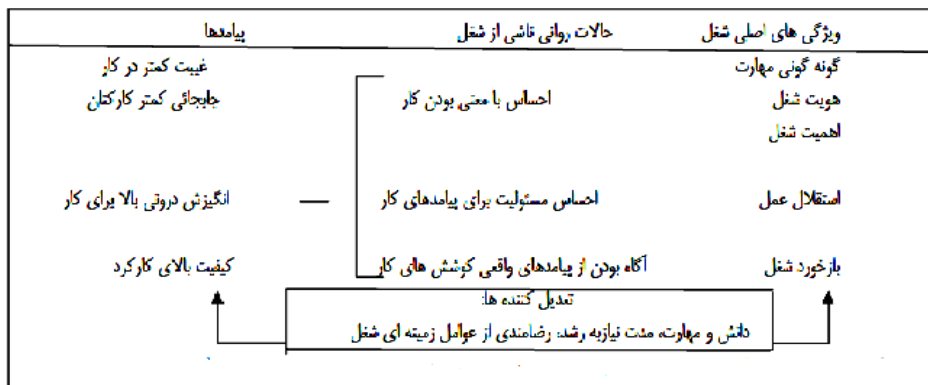 ویژگی های اصلی شغل حالات روانی ناشی از شغل پیامدها
گونه گونی مهارت غیبت کمتر در کار
هویت شغل احساس با معنی بودن کار جابجائی کمتر کارکنان
اهمیت شغل
استقلال عمل احساس مسئولیت برای پیامدهای کار انگیزش درونی بالا برای کار
بازخورد شغل آگاه بودن از پیامدهای واقعی کوشش های کار کیفیت بالای کارکرد
تعدیل کننده ها:
دانش و مهارت، مدت نیازبه رشد، رضامندی از عوامل زمینه ای شغل